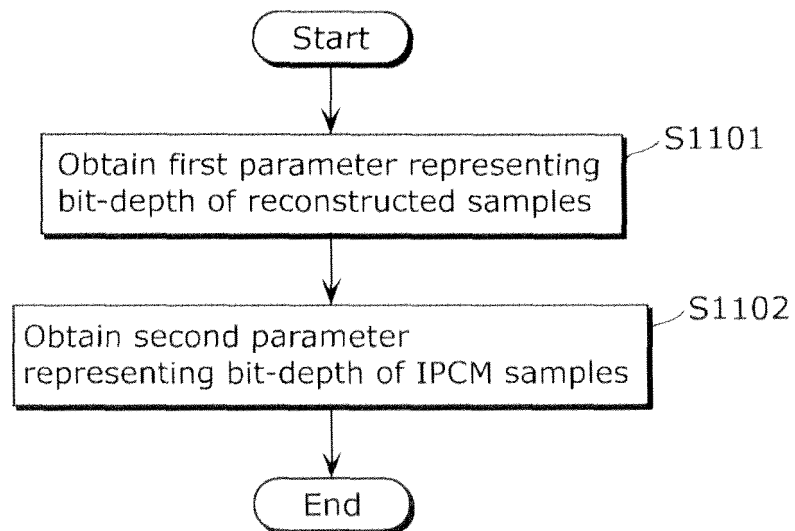 Start
S1101
Obtain first parameter representing
bit-depth of reconstructed samples
S1102
Obtain second parameter
representing bit-depth of IPCM samples
End